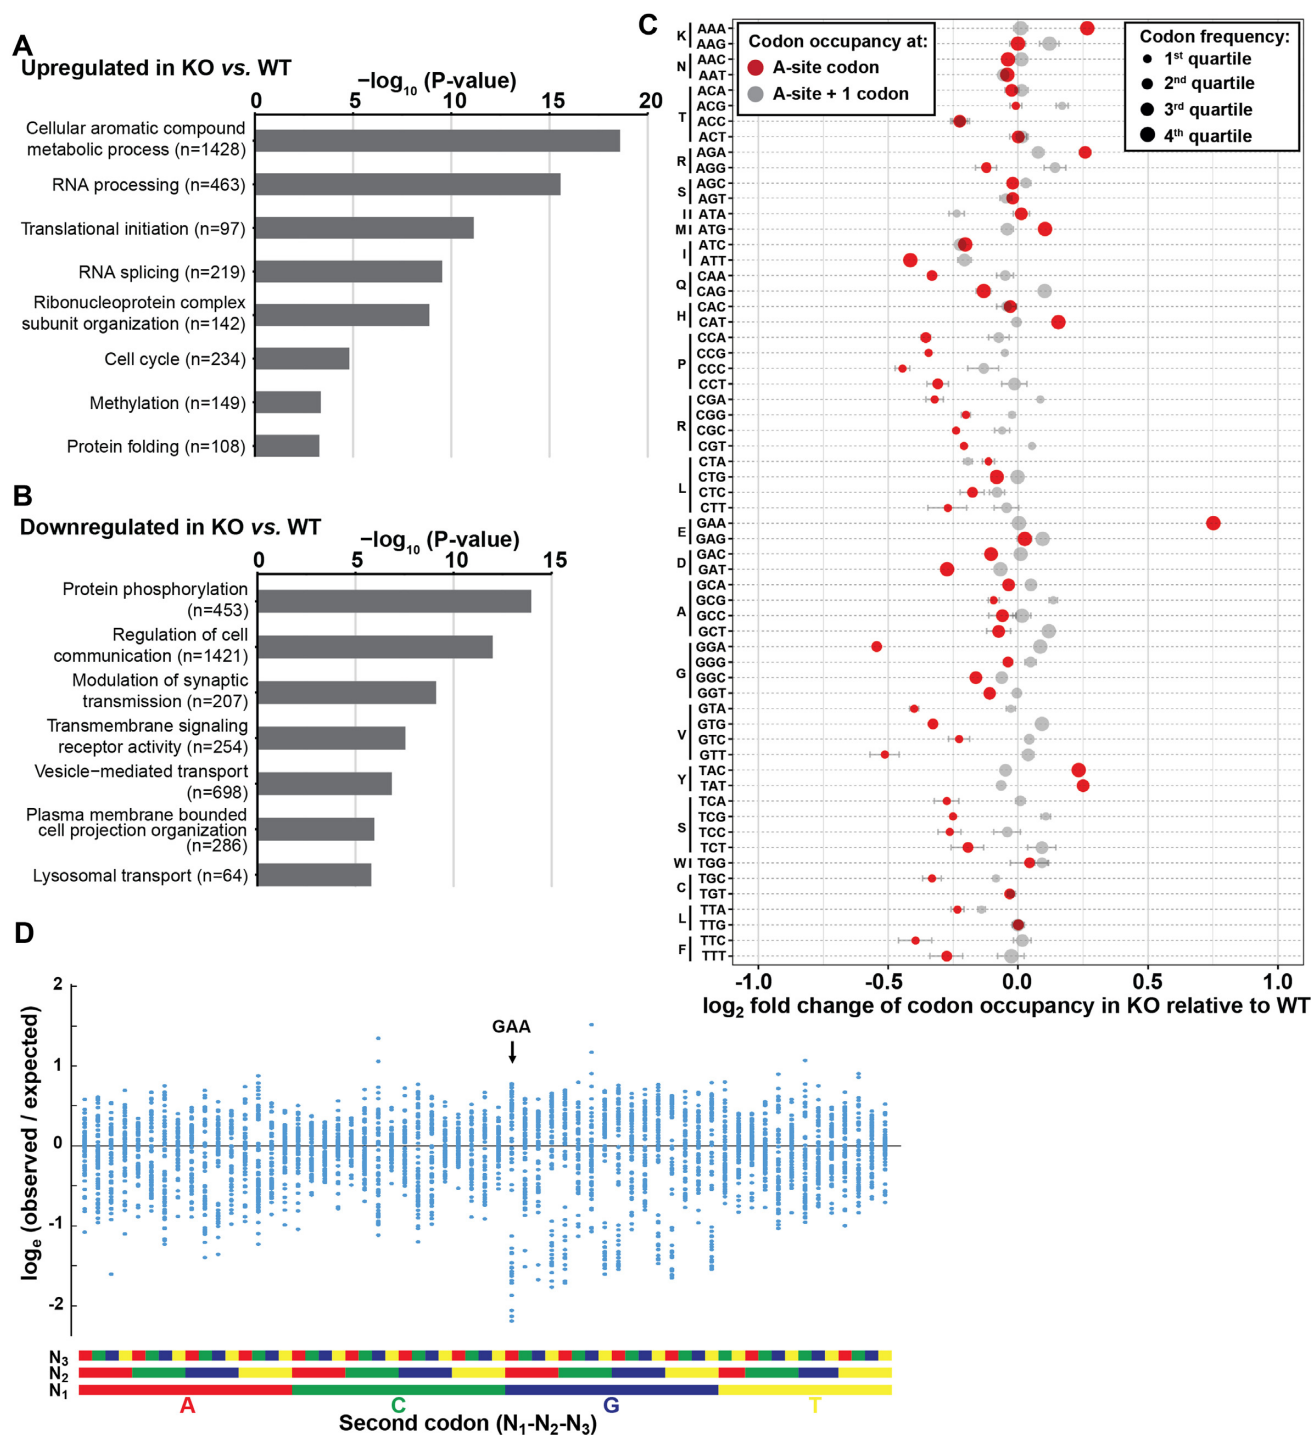 A
Upregulated in KO vs. WT
−log10 (P-value)
0 5 10 15 20
Cellular aromatic compound
metabolic process (n=1428)
RNA processing (n=463)
Translational initiation (n=97)
RNA splicing (n=219)
Ribonucleoprotein complex
subunit organization (n=142)
Cell cycle (n=234)
Methylation (n=149)
Protein folding (n=108)
B
Downregulated in KO vs. WT
−log10 (P-value)
0 5 10 15
Protein phosphorylation
(n=453)
Regulation of cell
communication (n=1421)
Modulation of synaptic
transmission (n=207)
Transmembrane signaling
receptor activity (n=254)
Vesicle−mediated transport
(n=698)
Plasma membrane bounded
cell projection organization
(n=286)
Lysosomal transport (n=64)
C
Codon occupancy at:
A-site codon
A-site + 1 codon
Codon frequency:
1st quartile
2nd quartile
3rd quartile
4th quartile
K
AAA
AAG
N
AAC
AAT
T
ACA
ACG
ACC
ACT
R
AGA
AGG
S
AGC
AGT
I
ATA
M
ATG
I
ATC
ATT
Q
CAA
CAG
H
CAC
CAT
P
CCA
CCG
CCC
CCT
R
CGA
CGG
CGC
CGT
L
CTA
CTG
CTC
CTT
E
GAA
GAG
D
GAC
GAT
A
GCA
GCG
GCC
GCT
G
GGA
GGG
GGC
GGT
V
GTA
GTG
GTC
GTT
Y
TAC
TAT
S
TCA
TCG
TCC
TCT
W
TGG
C
TGC
TGT
L
TTA
TTG
F
TTC
TTT
-1.0 -0.5 0.0 0.5 1.0
log2 fold change of codon occupancy in KO relative to WT
D
loge (observed / expected)
2
1
0
-1
-2
GAA
N3
N2
N1
A C G T
Second codon (N1-N2-N3)